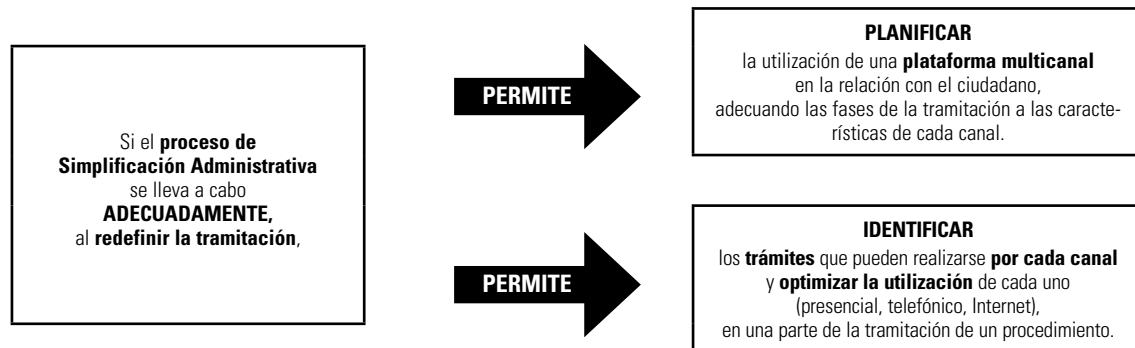 Si el proceso de
Simplificación Administrativa
se lleva a cabo
ADECUADAMENTE,
al redefinir la tramitación,
PERMITE
PLANIFICAR
la utilización de una plataforma multicanal
en la relación con el ciudadano,
adecuando las fases de la tramitación a las caracte-
rísticas de cada canal.
PERMITE
IDENTIFICAR
los trámites que pueden realizarse por cada canal
y optimizar la utilización de cada uno
(presencial, telefónico, Internet),
en una parte de la tramitación de un procedimiento.